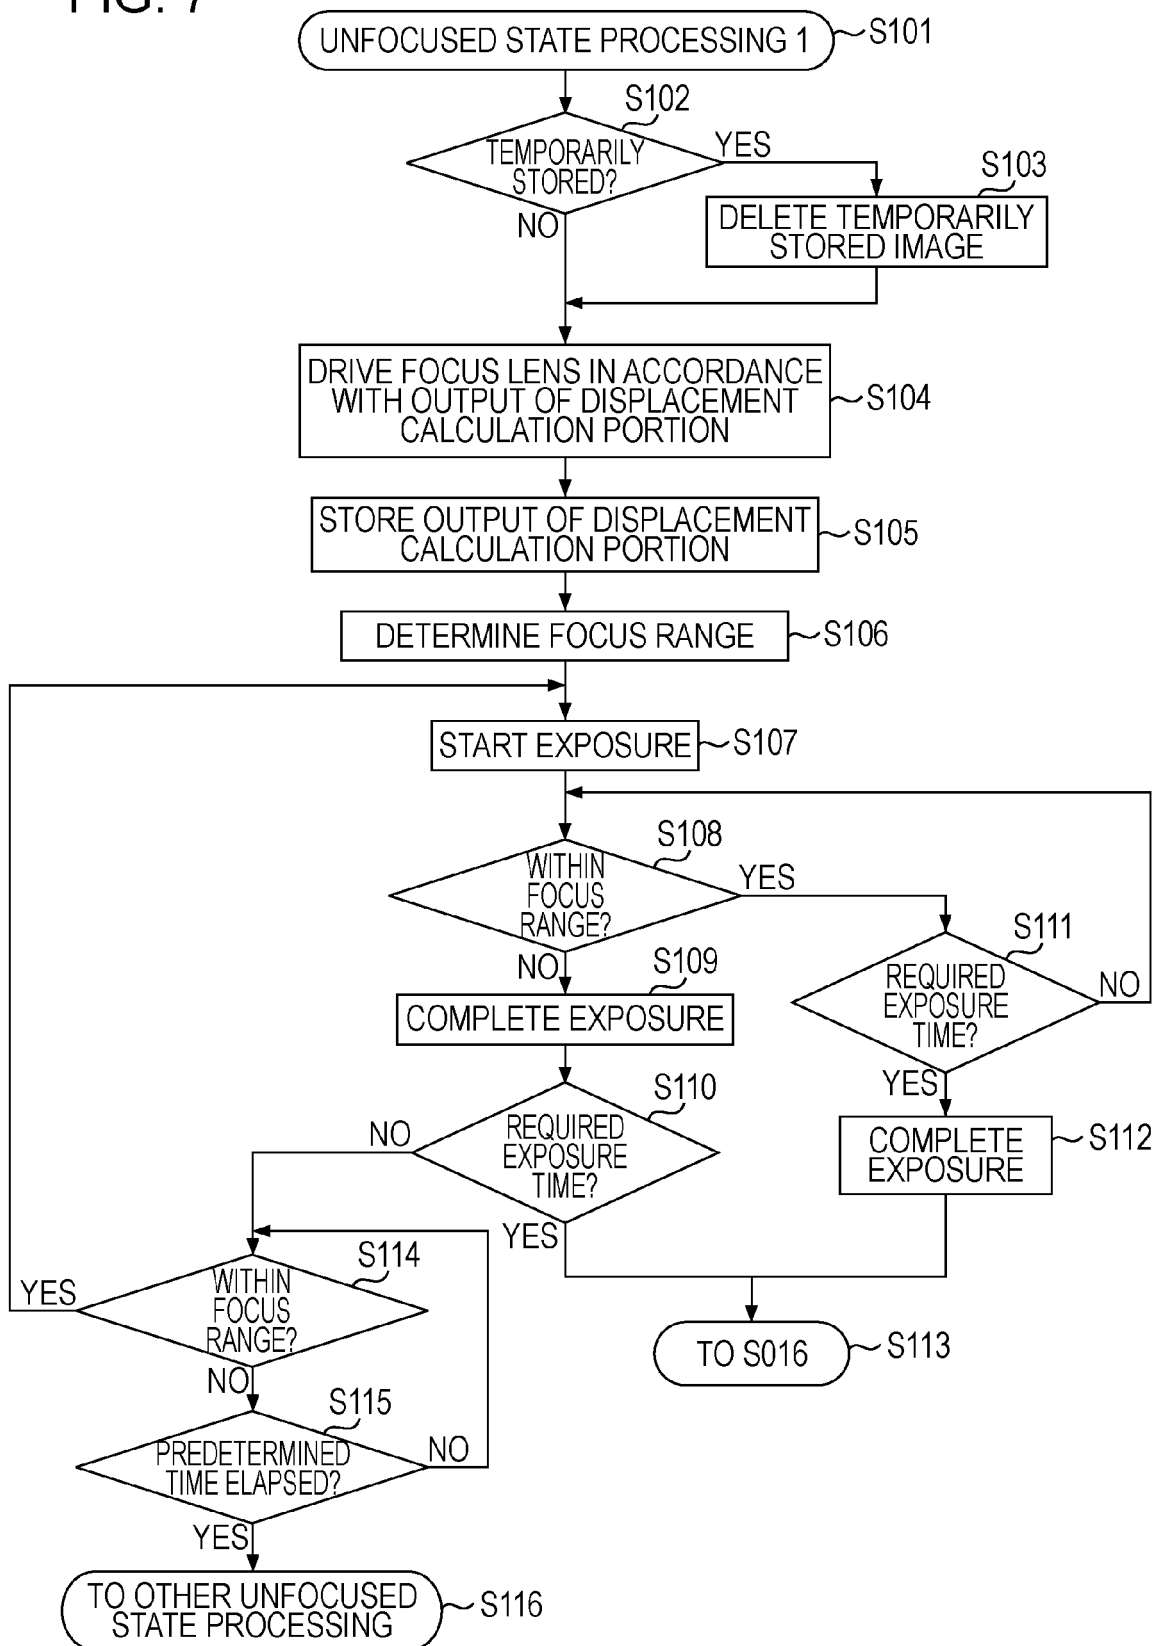 FIG. 7
UNFOCUSED STATE PROCESSING 1
S101
S102
TEMPORARILY
STORED?
YES
NO
S103
DELETE TEMPORARILY
STORED IMAGE
DRIVE FOCUS LENS IN ACCORDANCE
WITH OUTPUT OF DISPLACEMENT
CALCULATION PORTION
S104
STORE OUTPUT OF DISPLACEMENT
CALCULATION PORTION
S105
DETERMINE FOCUS RANGE
S106
START EXPOSURE
S107
S108
WITHIN
FOCUS
RANGE?
YES
NO
S109
COMPLETE EXPOSURE
S111
REQUIRED
EXPOSURE
TIME?
NO
YES
S110
REQUIRED
EXPOSURE
TIME?
NO
YES
COMPLETE
EXPOSURE
S112
S114
WITHIN
FOCUS
RANGE?
YES
NO
TO S016
S113
S115
PREDETERMINED
TIME ELAPSED?
NO
YES
TO OTHER UNFOCUSED
STATE PROCESSING
S116